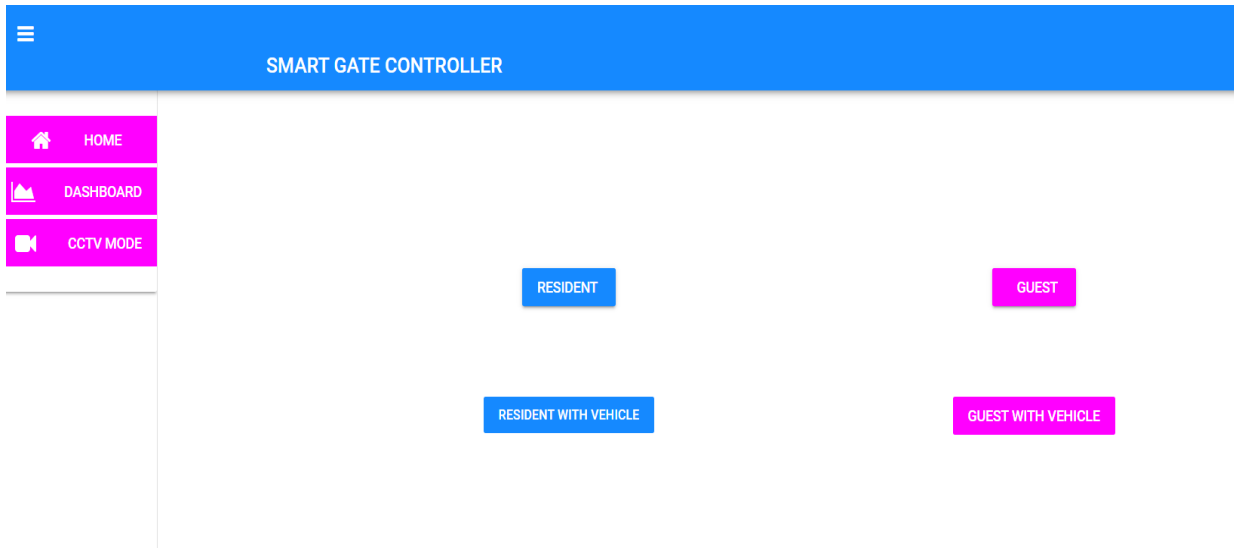 SMART GATE CONTROLLER
HOME
DASHBOARD
CCTV MODE
RESIDENT
GUEST
RESIDENT WITH VEHICLE
GUEST WITH VEHICLE